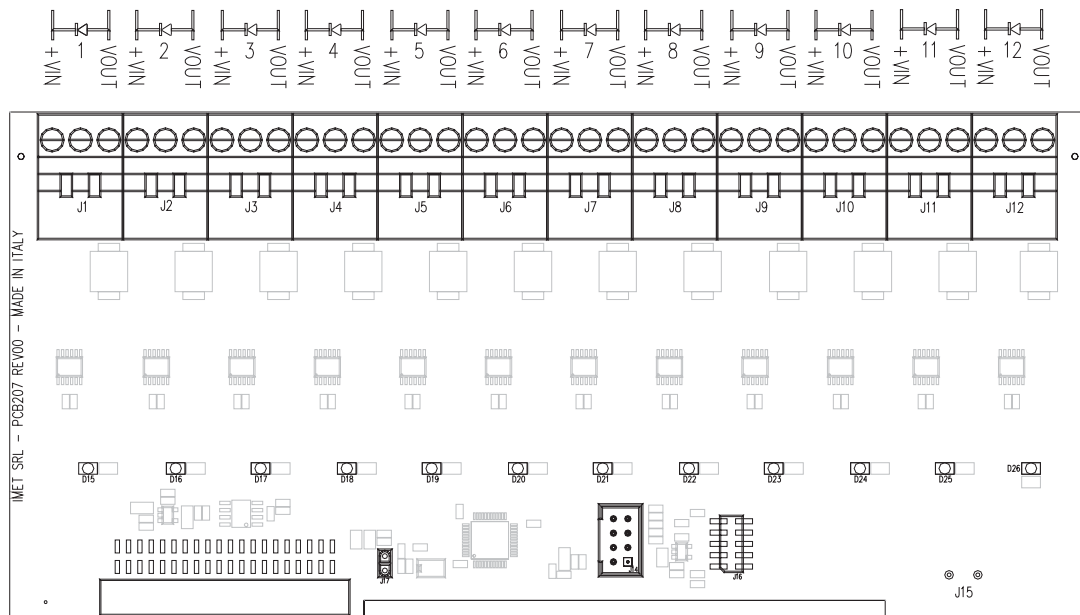 1 2 3 4 5 6 7 8 9 10 11 12
+ VIN VOUT + VIN VOUT + VIN VOUT + VIN VOUT + VIN VOUT + VIN VOUT + VIN VOUT + VIN VOUT + VIN VOUT + VIN VOUT + VIN VOUT + VIN VOUT
J1 J2 J3 J4 J5 J6 J7 J8 J9 J10 J11 J12
IMET SRL - PCB207 REV00 - MADE IN ITALY
D15 D16 D17 D18 D19 D20 D21 D22 D23 D24 D25 D26
J17 J16 J15